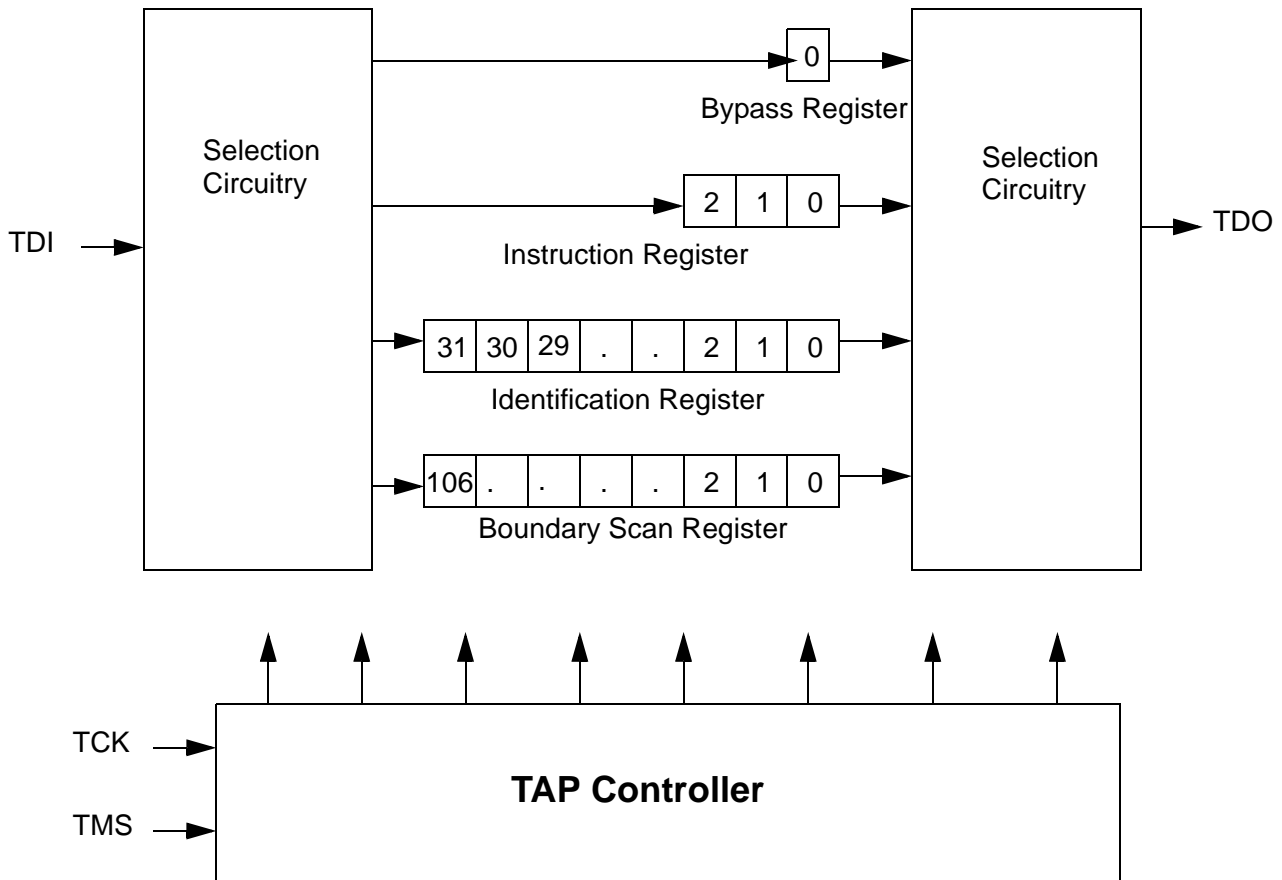 0
Bypass Register
Selection
Circuitry
Selection
Circuitry
2 1 0
TDI
TDO
Instruction Register
31 30 29 . . 2 1 0
Identification Register
106 . . . . 2 1 0
Boundary Scan Register
TCK
TAP Controller
TMS